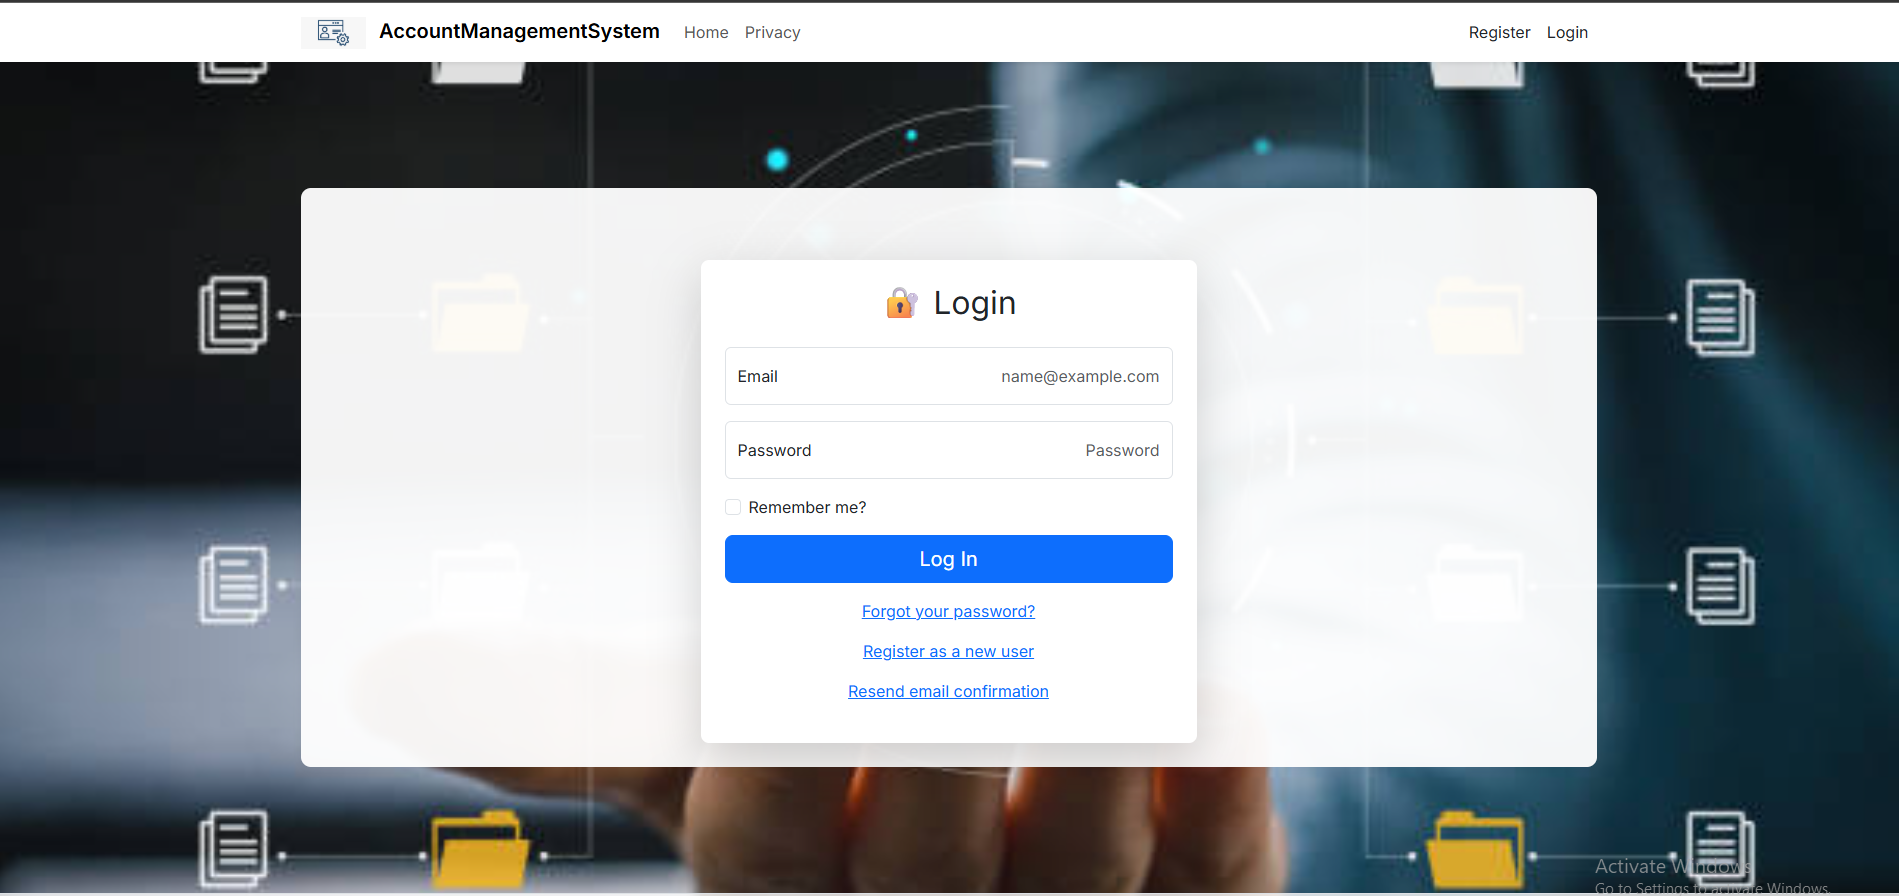 AccountManagementSystem Home Privacy Register Login
🔐 Login
Email name@example.com
Password Password
Remember me?
Log In
Forgot your password?
Register as a new user
Resend email confirmation
Activate Windows
Go to Settings to activate Windows.